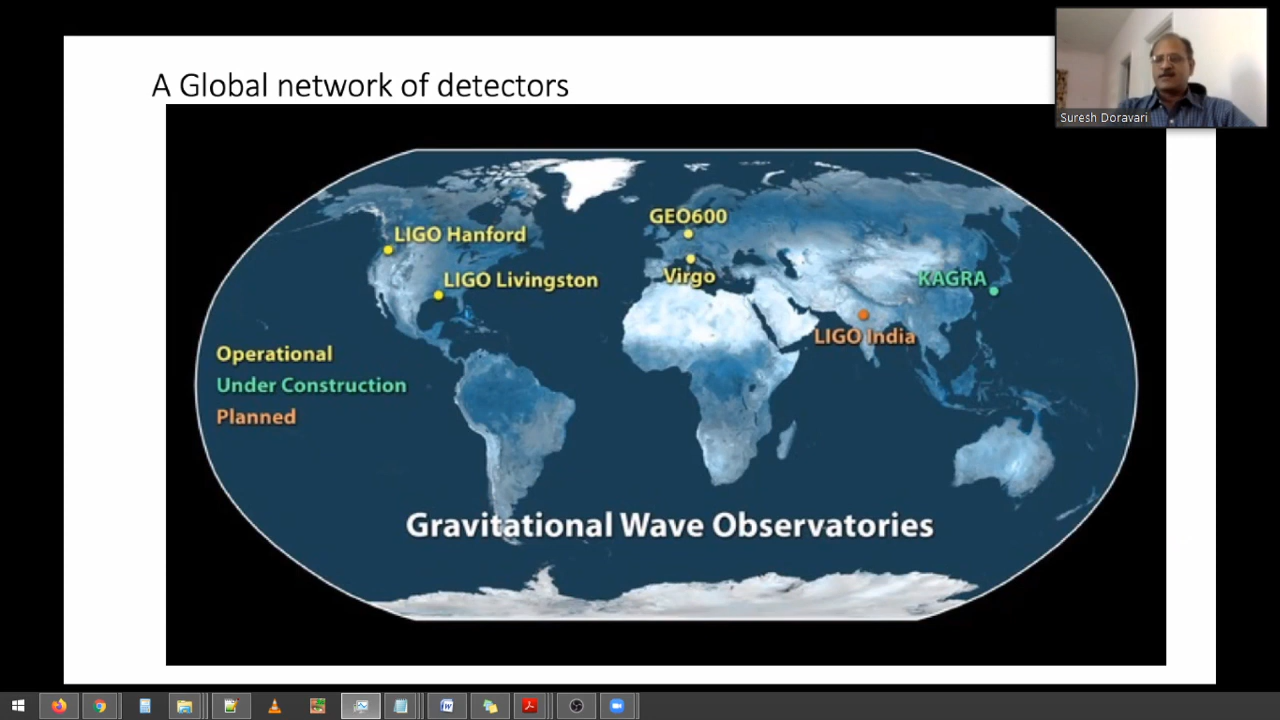 A Global network of detectors
Suresh Doravari
GEO600
LIGO Hanford
Virgo
LIGO Livingston
KAGRA
LIGO India
Operational
Under Construction
Planned
Gravitational Wave Observatories